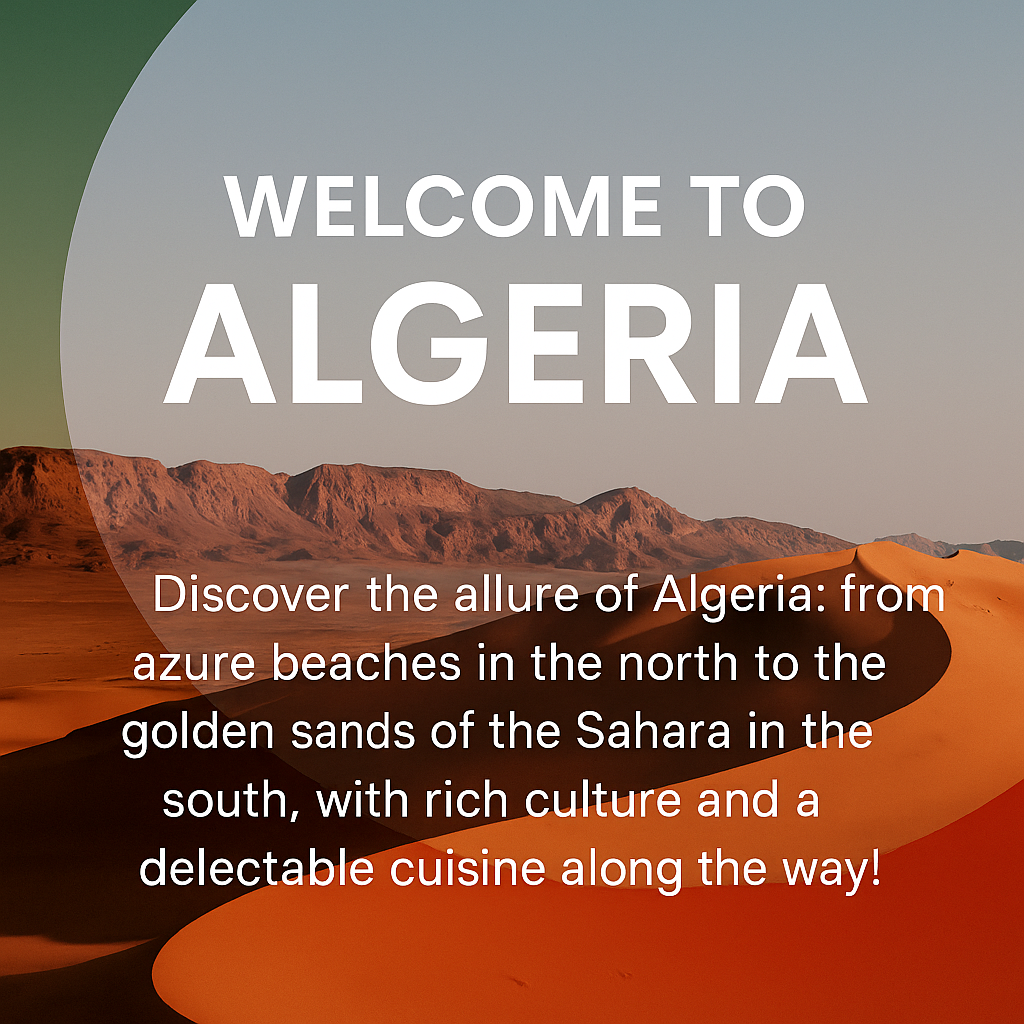 WELCOME TO
ALGERIA
Discover the allure of Algeria: from
azure beaches in the north to the
golden sands of the Sahara in the
south, with rich culture and a
delectable cuisine along the way!